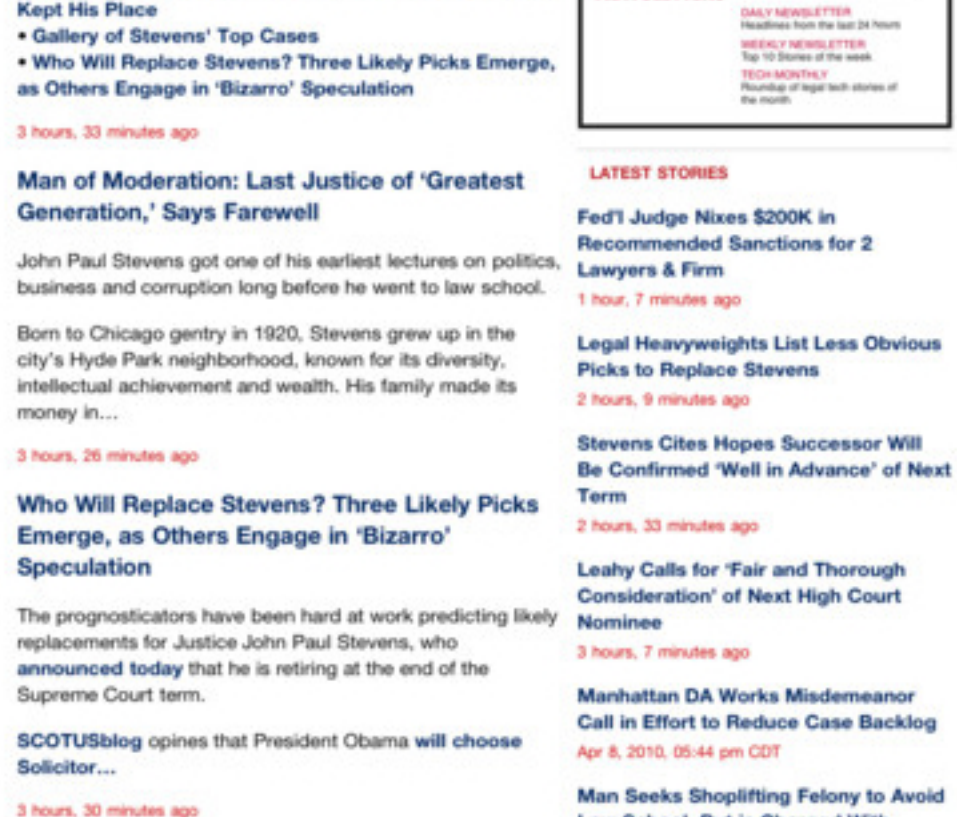 Kept His Place
• Gallery of Stevens' Top Cases
• Who Will Replace Stevens? Three Likely Picks Emerge,
as Others Engage in 'Bizarro' Speculation
3 hours, 33 minutes ago
Man of Moderation: Last Justice of 'Greatest
Generation,' Says Farewell
John Paul Stevens got one of his earliest lectures on politics,
business and corruption long before he went to law school.
Born to Chicago gentry in 1920, Stevens grew up in the
city's Hyde Park neighborhood, known for its diversity,
intellectual achievement and wealth. His family made its
money in...
3 hours, 26 minutes ago
Who Will Replace Stevens? Three Likely Picks
Emerge, as Others Engage in 'Bizarro'
Speculation
The prognosticators have been hard at work predicting likely
replacements for Justice John Paul Stevens, who
announced today that he is retiring at the end of the
Supreme Court term.
SCOTUSblog opines that President Obama will choose
Solicitor...
3 hours, 30 minutes ago
DAILY NEWSLETTER
Headlines from the last 24 hours
WEEKLY NEWSLETTER
Top 10 Stories of the week
TECH MONTHLY
Roundup of legal tech stories of
the month
LATEST STORIES
Fed'l Judge Nixes $200K in
Recommended Sanctions for 2
Lawyers & Firm
1 hour, 7 minutes ago
Legal Heavyweights List Less Obvious
Picks to Replace Stevens
2 hours, 9 minutes ago
Stevens Cites Hopes Successor Will
Be Confirmed 'Well in Advance' of Next
Term
2 hours, 33 minutes ago
Leahy Calls for 'Fair and Thorough
Consideration' of Next High Court
Nominee
3 hours, 7 minutes ago
Manhattan DA Works Misdemeanor
Call in Effort to Reduce Case Backlog
Apr 8, 2010, 05:44 pm CDT
Man Seeks Shoplifting Felony to Avoid